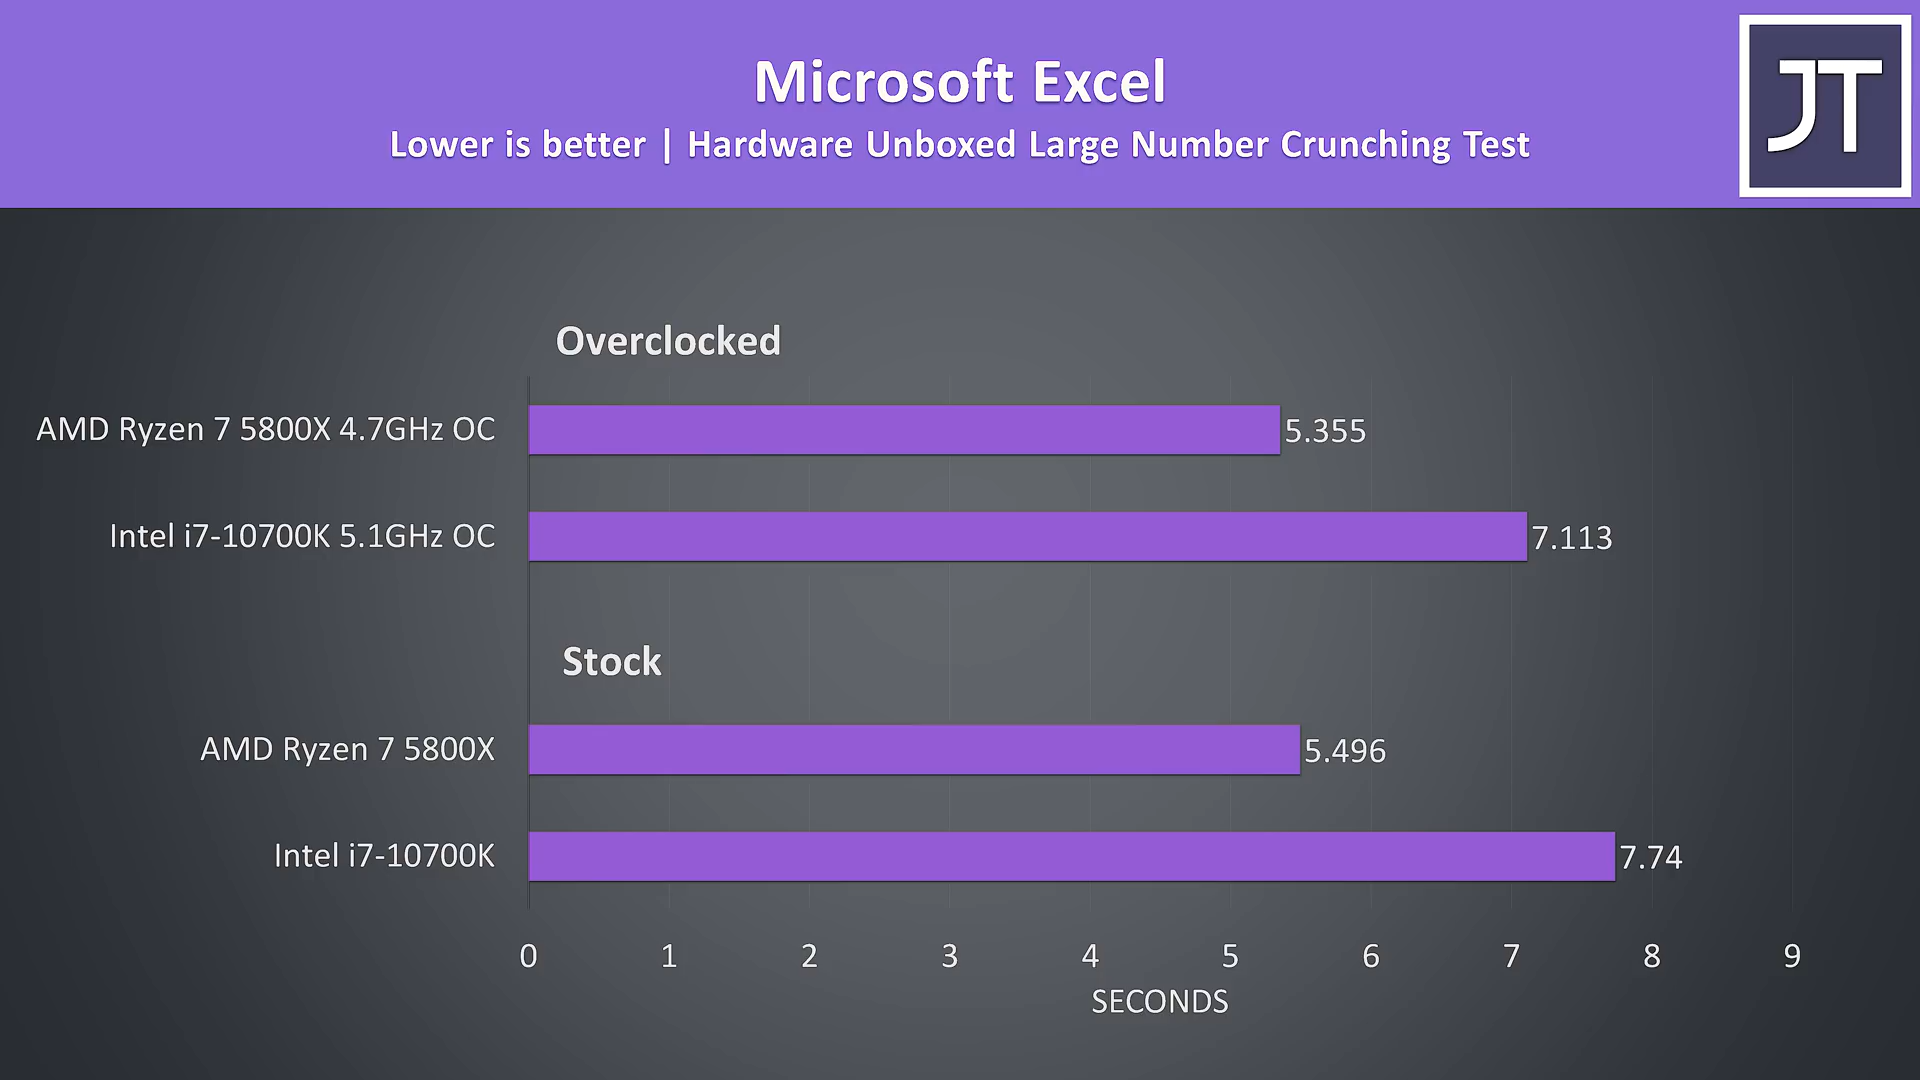 Microsoft Excel
Lower is better | Hardware Unboxed Large Number Crunching Test
JT
Overclocked
AMD Ryzen 7 5800X 4.7GHz OC
5.355
Intel i7-10700K 5.1GHz OC
7.113
Stock
AMD Ryzen 7 5800X
5.496
Intel i7-10700K
7.74
0 1 2 3 4 5 6 7 8 9
SECONDS